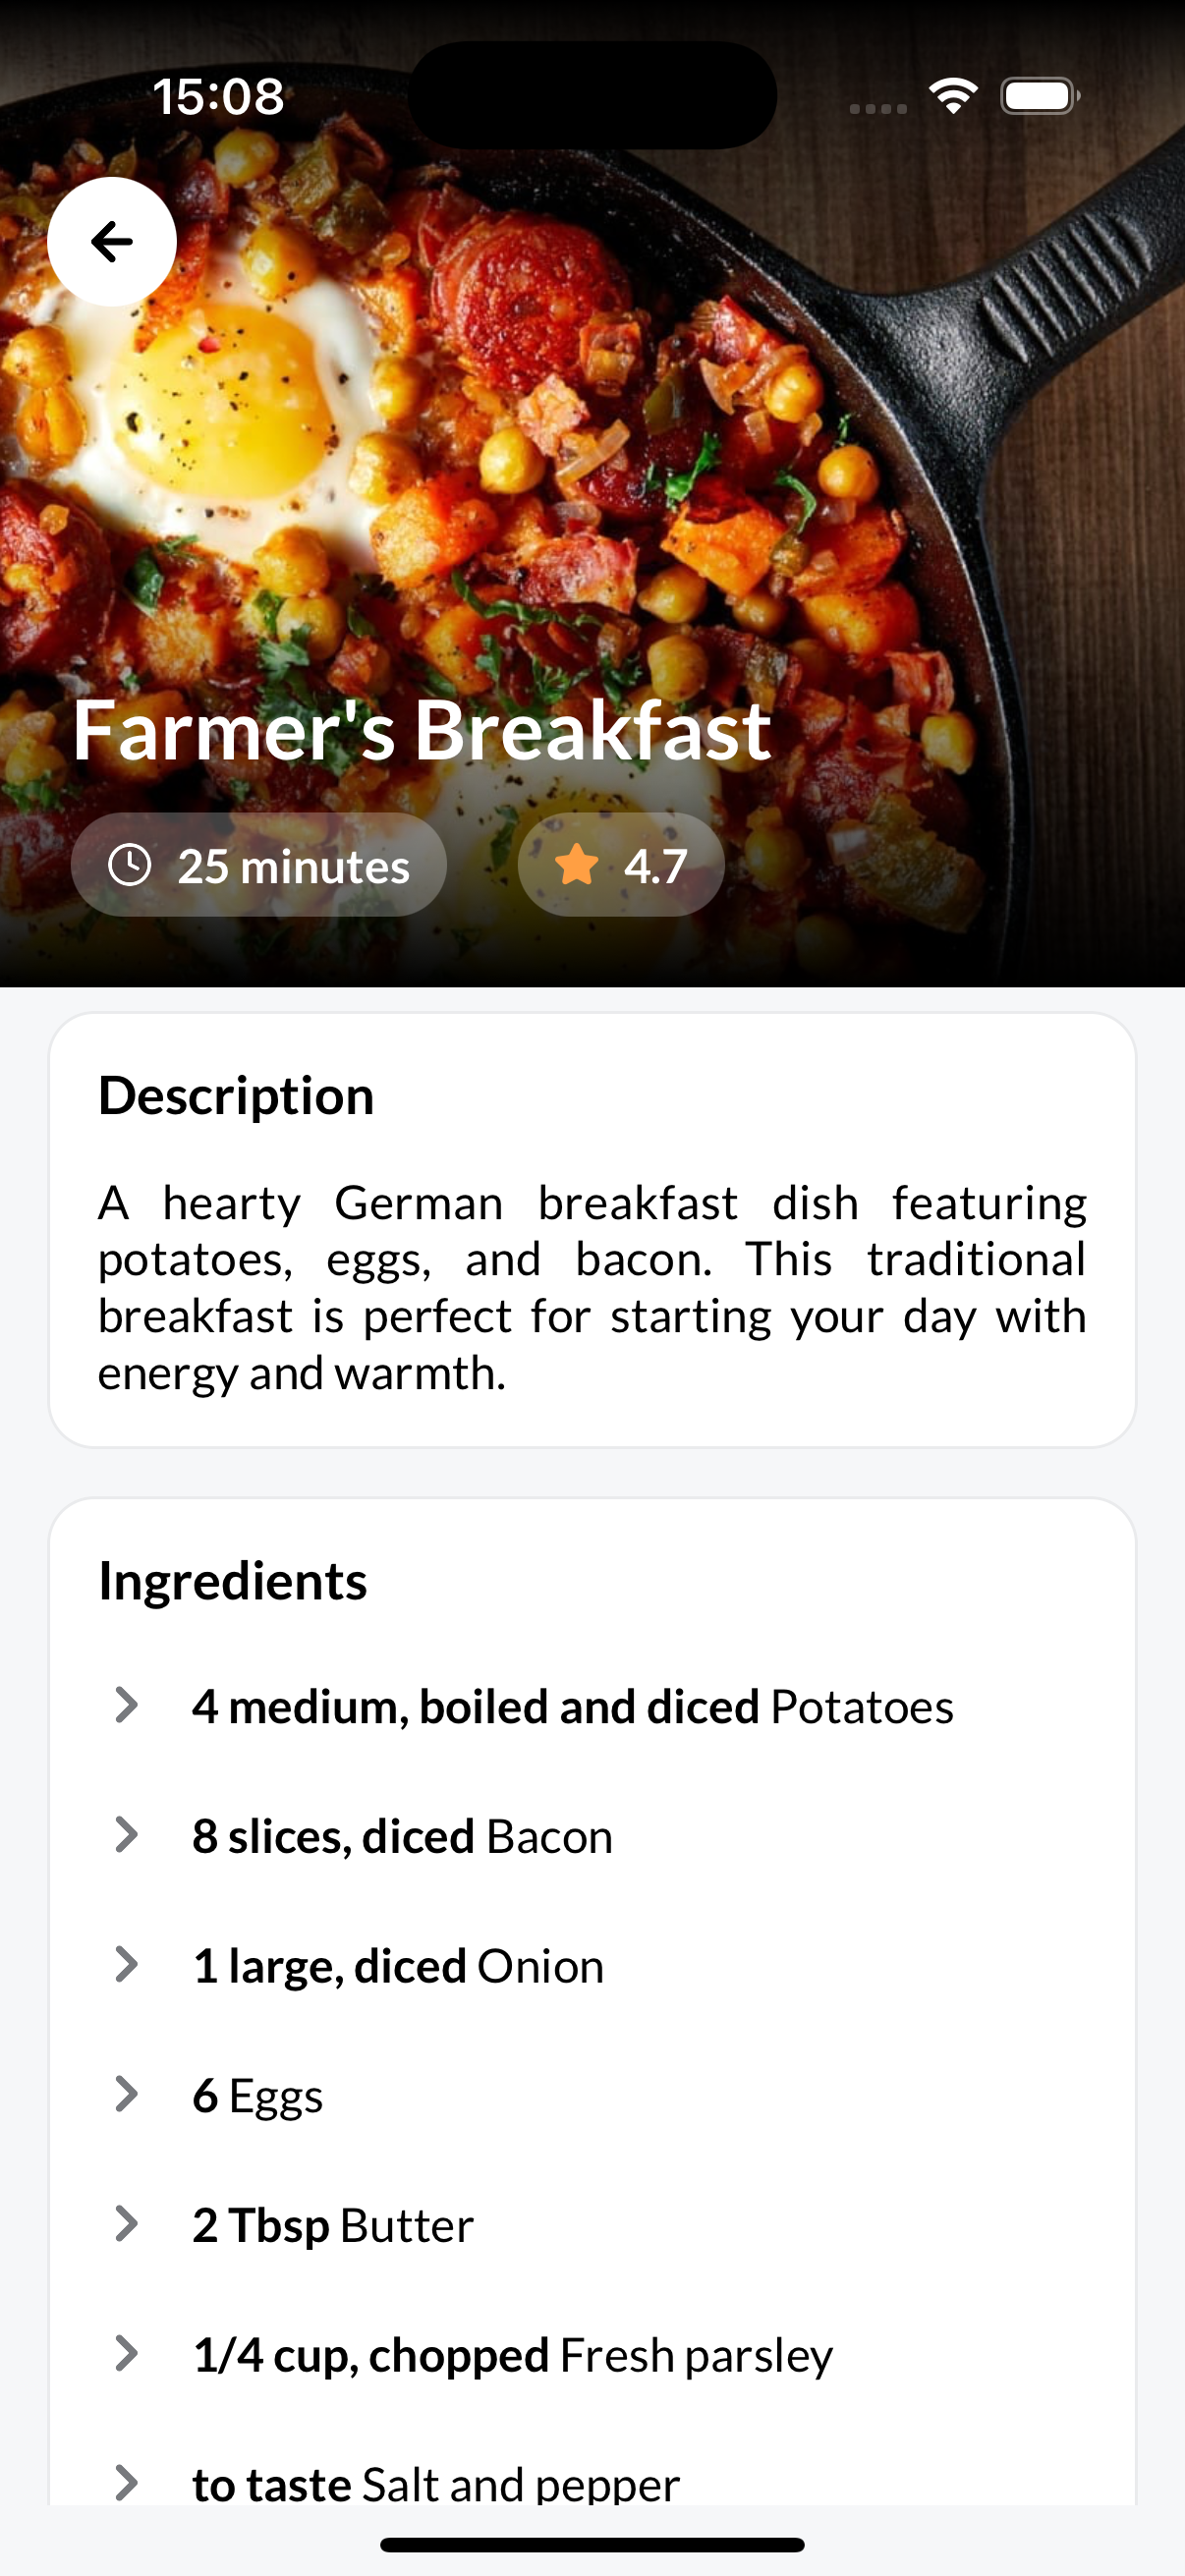 15:08
Farmer's Breakfast
25 minutes
4.7
Description
A hearty German breakfast dish featuring
potatoes, eggs, and bacon. This traditional
breakfast is perfect for starting your day with
energy and warmth.
Ingredients
4 medium, boiled and diced Potatoes
8 slices, diced Bacon
1 large, diced Onion
6 Eggs
2 Tbsp Butter
1/4 cup, chopped Fresh parsley
to taste Salt and pepper